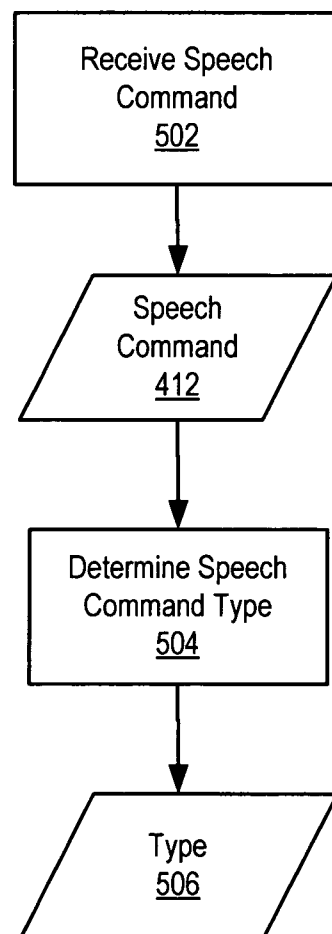 Receive Speech
Command
502
Speech
Command
412
Determine Speech
Command Type
504
Type
506